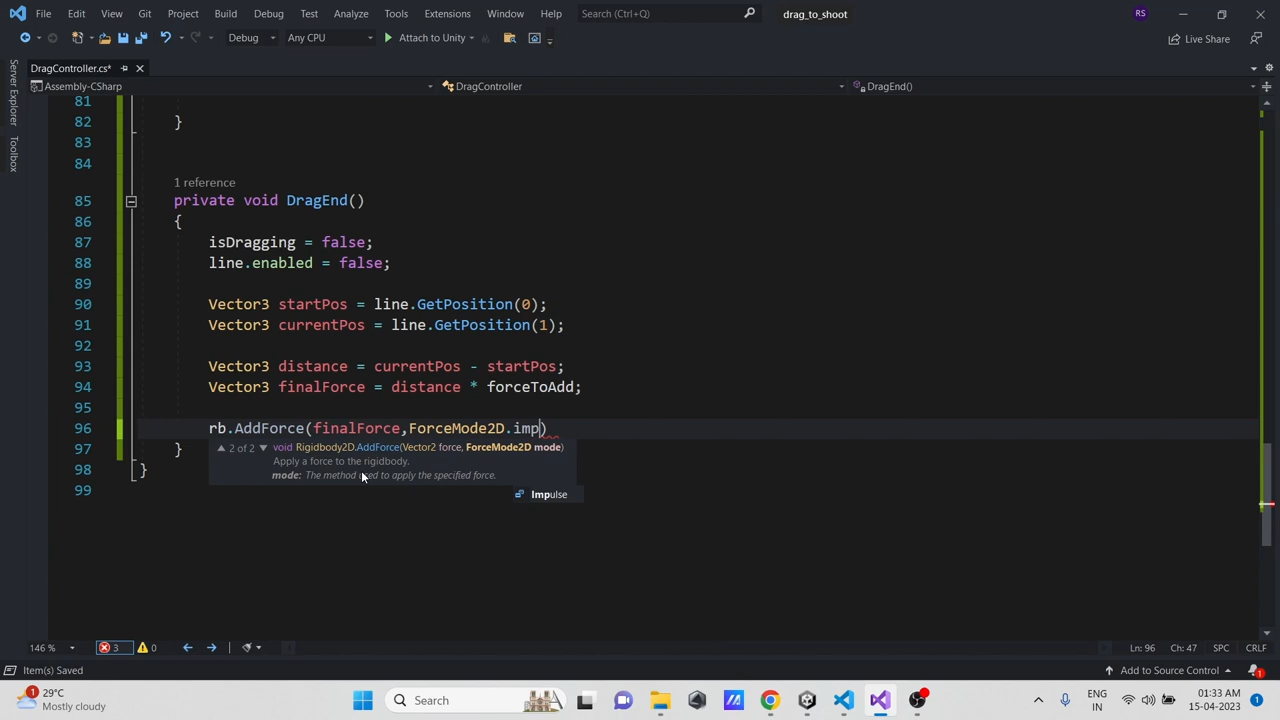 File Edit View Git Project Build Debug Test Analyze Tools Extensions Window Help Search (Ctrl+Q) drag_to_shoot RS
Debug Any CPU Attach to Unity Live Share
DragController.cs*
Assembly-CSharp DragController DragEnd()
Server Explorer
Toolbox
81
82 }
83
84
1 reference
85 private void DragEnd()
86 {
87 isDragging = false;
88 line.enabled = false;
89
90 Vector3 startPos = line.GetPosition(0);
91 Vector3 currentPos = line.GetPosition(1);
92
93 Vector3 distance = currentPos - startPos;
94 Vector3 finalForce = distance * forceToAdd;
95
96 rb.AddForce(finalForce,ForceMode2D.imp)
97 }
▲ 2 of 2 ▼ void Rigidbody2D.AddForce(Vector2 force, ForceMode2D mode)
Apply a force to the rigidbody.
98 }
mode: The method used to apply the specified force.
99
Impulse
146 % 3 0 Ln: 96 Ch: 47 SPC CRLF
Item(s) Saved Add to Source Control 1
1 29°C
Mostly cloudy
Search
ENG
IN
01:33 AM
15-04-2023
1